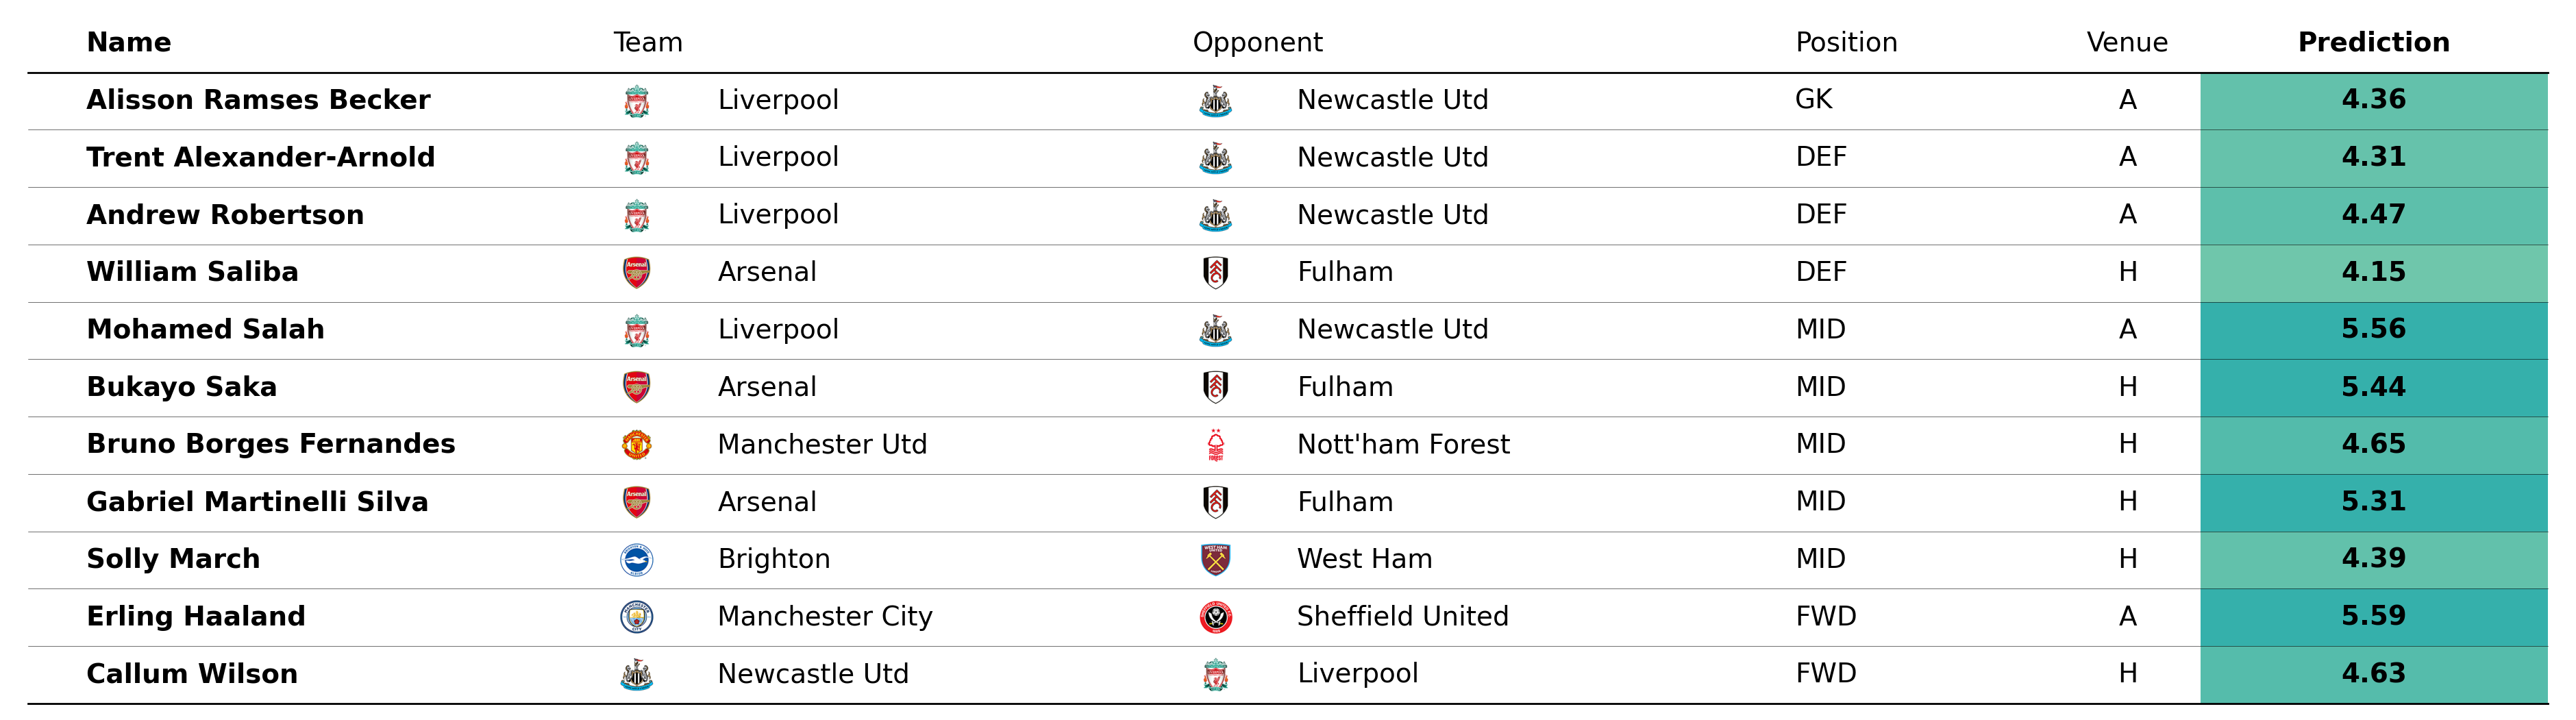 Name Team Opponent Position Venue Prediction
Alisson Ramses Becker Liverpool Newcastle Utd GK A 4.36
Trent Alexander-Arnold Liverpool Newcastle Utd DEF A 4.31
Andrew Robertson Liverpool Newcastle Utd DEF A 4.47
William Saliba Arsenal Fulham DEF H 4.15
Mohamed Salah Liverpool Newcastle Utd MID A 5.56
Bukayo Saka Arsenal Fulham MID H 5.44
Bruno Borges Fernandes Manchester Utd Nott'ham Forest MID H 4.65
Gabriel Martinelli Silva Arsenal Fulham MID H 5.31
Solly March Brighton West Ham MID H 4.39
Erling Haaland Manchester City Sheffield United FWD A 5.59
Callum Wilson Newcastle Utd Liverpool FWD H 4.63